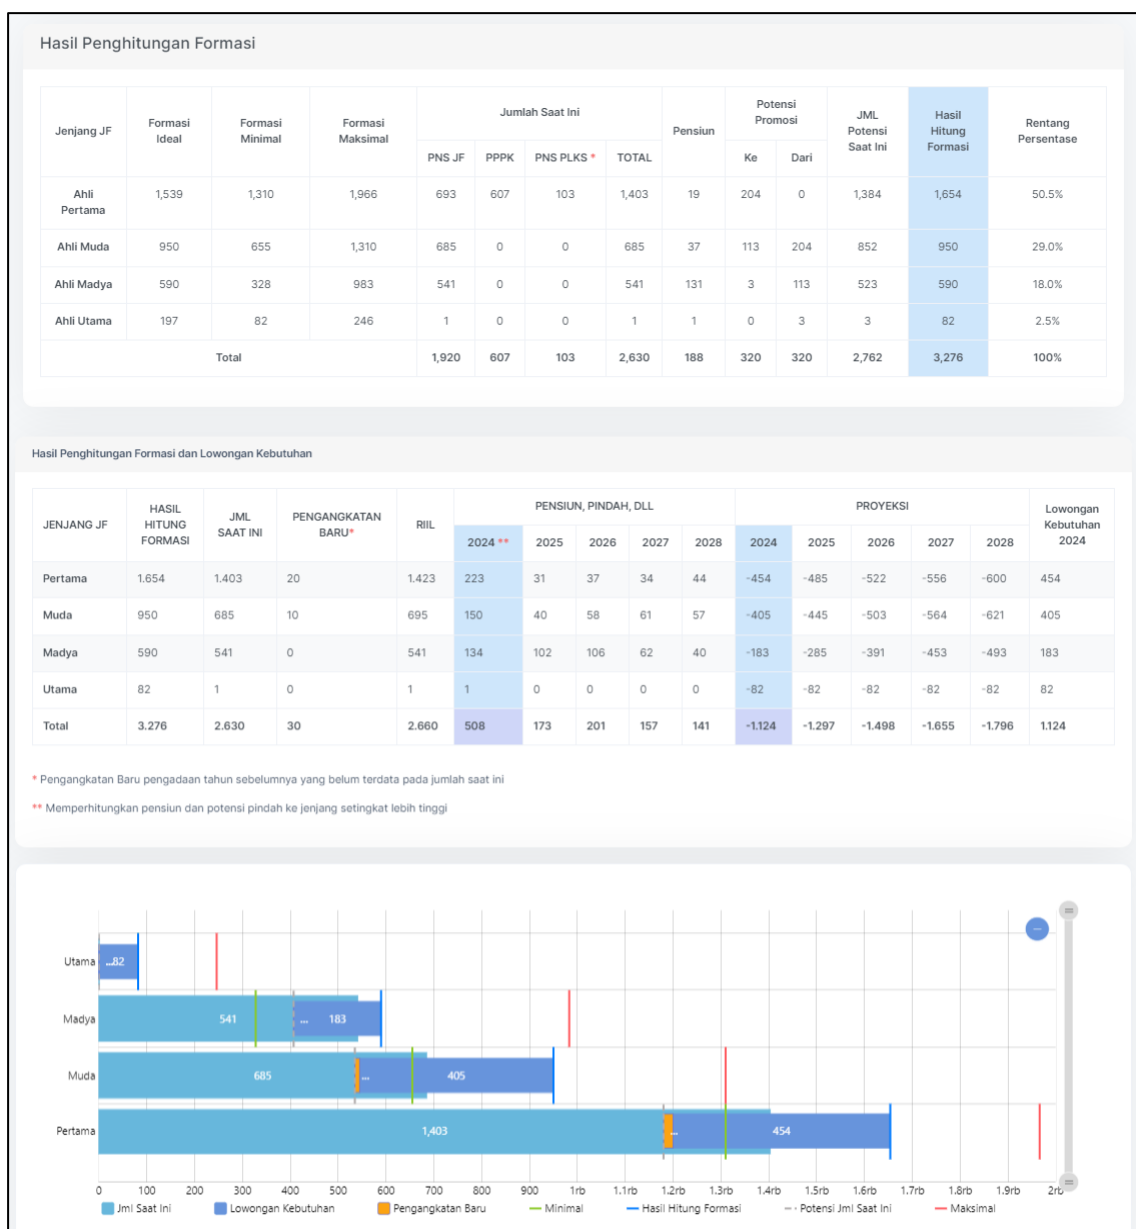 Hasil Penghitungan Formasi
Jenjang JF Formasi Ideal Formasi Minimal Formasi Maksimal Jumlah Saat Ini Pensiun Potensi Promosi JML Potensi Saat Ini Hasil Hitung Formasi Rentang Persentase
PNS JF PPPK PNS PLKS * TOTAL Ke Dari
Ahli Pertama 1,539 1,310 1,966 693 607 103 1,403 19 204 0 1,384 1,654 50.5%
Ahli Muda 950 655 1,310 685 0 0 685 37 113 204 852 950 29.0%
Ahli Madya 590 328 983 541 0 0 541 131 3 113 523 590 18.0%
Ahli Utama 197 82 246 1 0 0 1 1 0 3 3 82 2.5%
Total 1,920 607 103 2,630 188 320 320 2,762 3,276 100%
Hasil Penghitungan Formasi dan Lowongan Kebutuhan
JENJANG JF HASIL HITUNG FORMASI JML SAAT INI PENGANGKATAN BARU* RIIL PENSIUN, PINDAH, DLL PROYEKSI Lowongan Kebutuhan 2024
2024 ** 2025 2026 2027 2028 2024 2025 2026 2027 2028
Pertama 1.654 1.403 20 1.423 223 31 37 34 44 -454 -485 -522 -556 -600 454
Muda 950 685 10 695 150 40 58 61 57 -405 -445 -503 -564 -621 405
Madya 590 541 0 541 134 102 106 62 40 -183 -285 -391 -453 -493 183
Utama 82 1 0 1 1 0 0 0 0 -82 -82 -82 -82 -82 82
Total 3.276 2.630 30 2.660 508 173 201 157 141 -1.124 -1.297 -1.498 -1.655 -1.796 1.124
* Pengangkatan Baru pengadaan tahun sebelumnya yang belum terdata pada jumlah saat ini
** Memperhitungkan pensiun dan potensi pindah ke jenjang setingkat lebih tinggi
Utama ...82
Madya 541 ... 183
Muda 685 ... 405
Pertama 1,403 ... 454
0 100 200 300 400 500 600 700 800 900 1rb 1.1rb 1.2rb 1.3rb 1.4rb 1.5rb 1.6rb 1.7rb 1.8rb 1.9rb 2rb
Jml Saat Ini Lowongan Kebutuhan Pengangkatan Baru Minimal Hasil Hitung Formasi Potensi Jml Saat Ini Maksimal